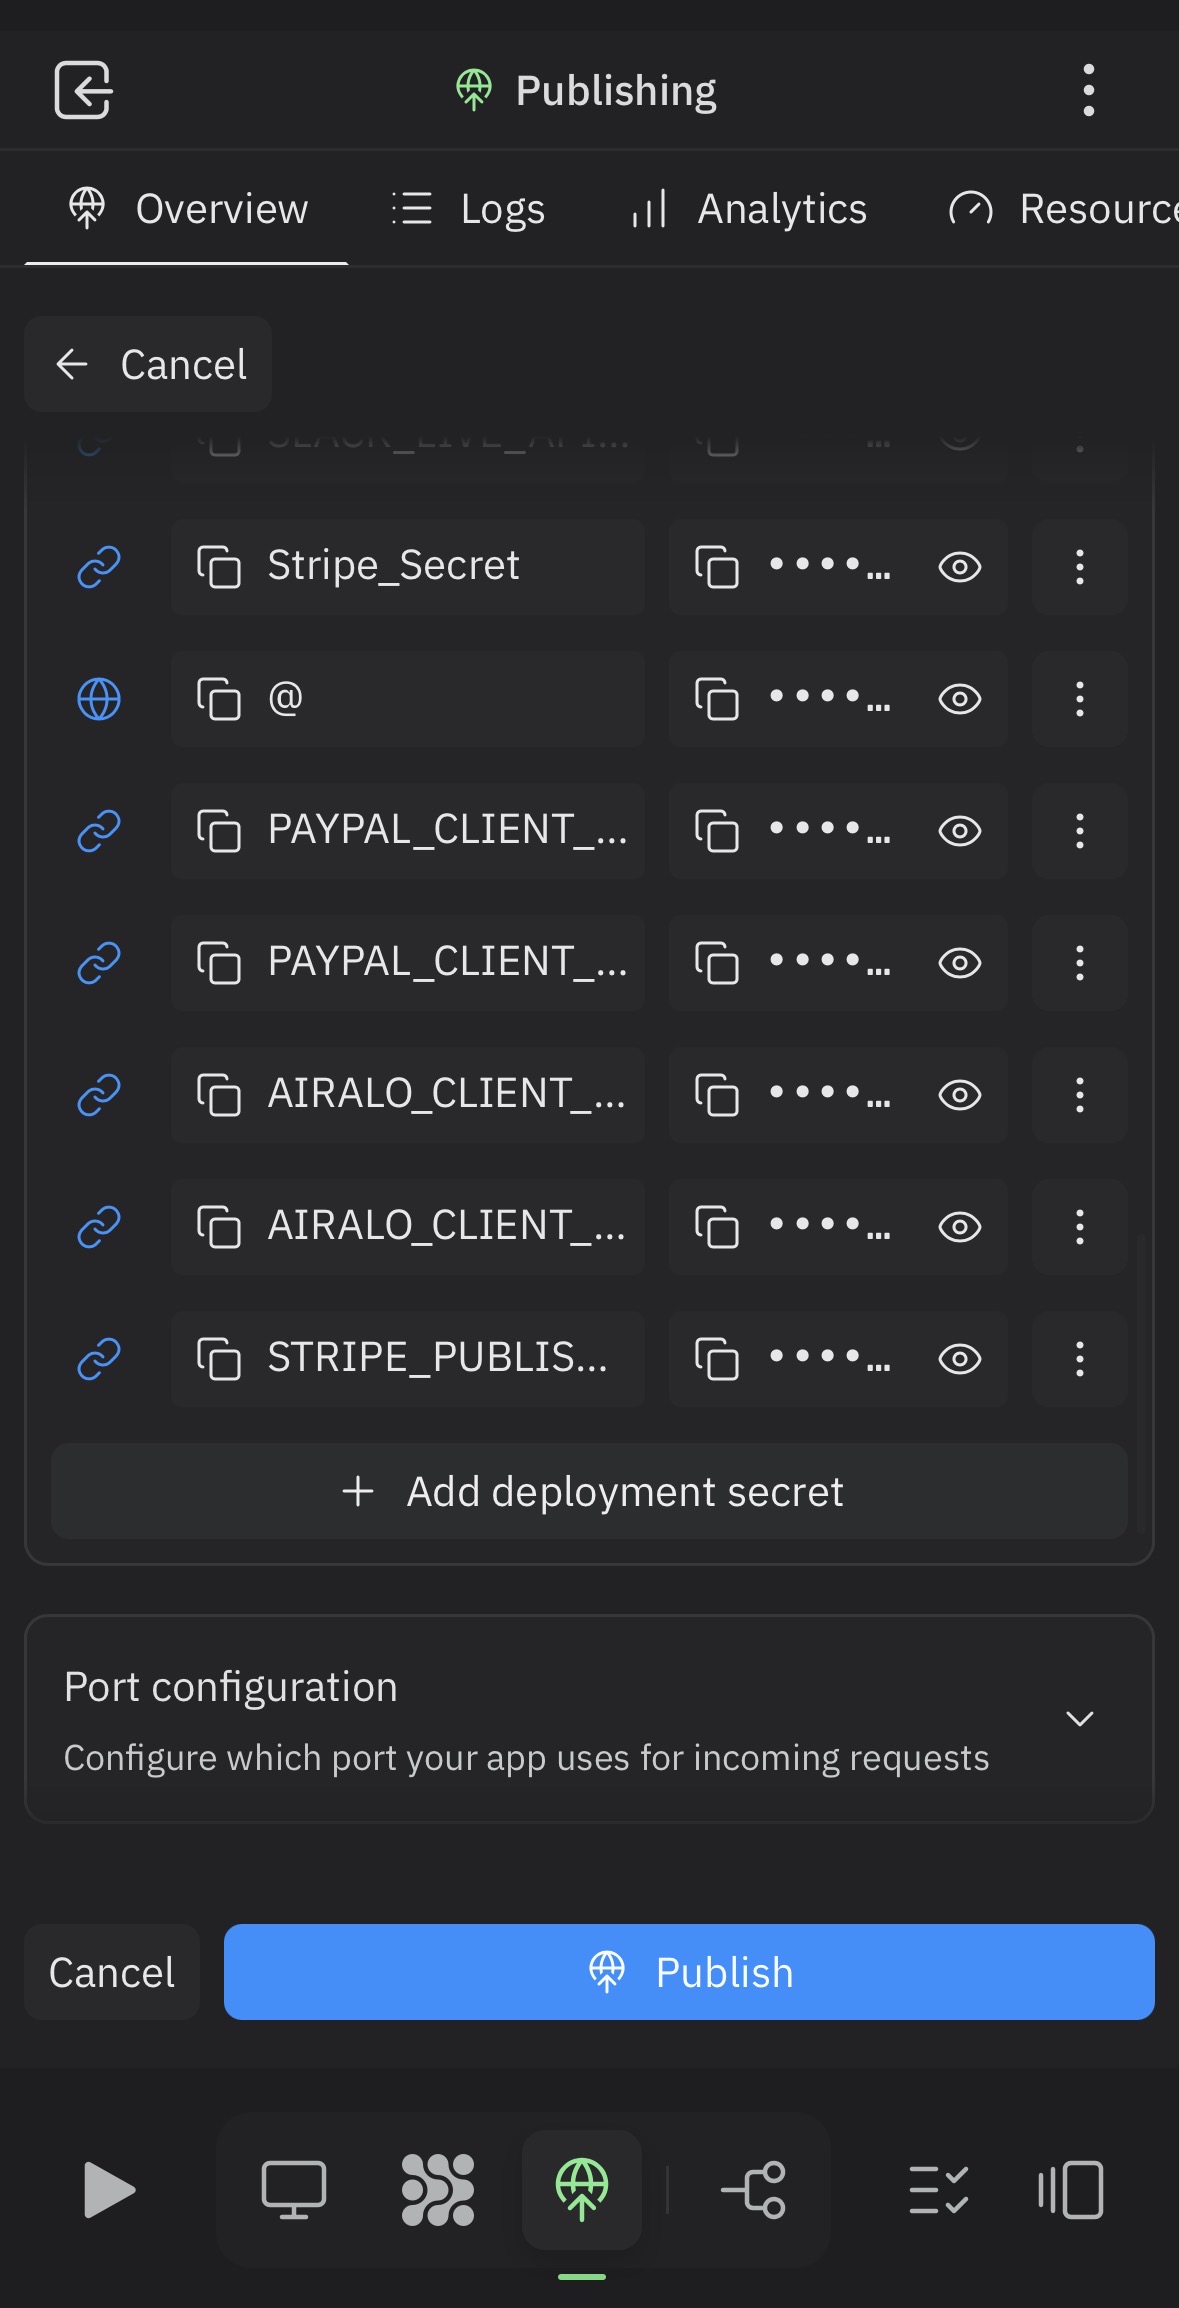 Publishing
Overview
Logs
Analytics
Resource
Cancel
SLACK_LIVE_API...
Stripe_Secret
••••...
@
••••...
PAYPAL_CLIENT_...
••••...
PAYPAL_CLIENT_...
••••...
AIRALO_CLIENT_...
••••...
AIRALO_CLIENT_...
••••...
STRIPE_PUBLIS...
••••...
+ Add deployment secret
Port configuration
Configure which port your app uses for incoming requests
Cancel
Publish